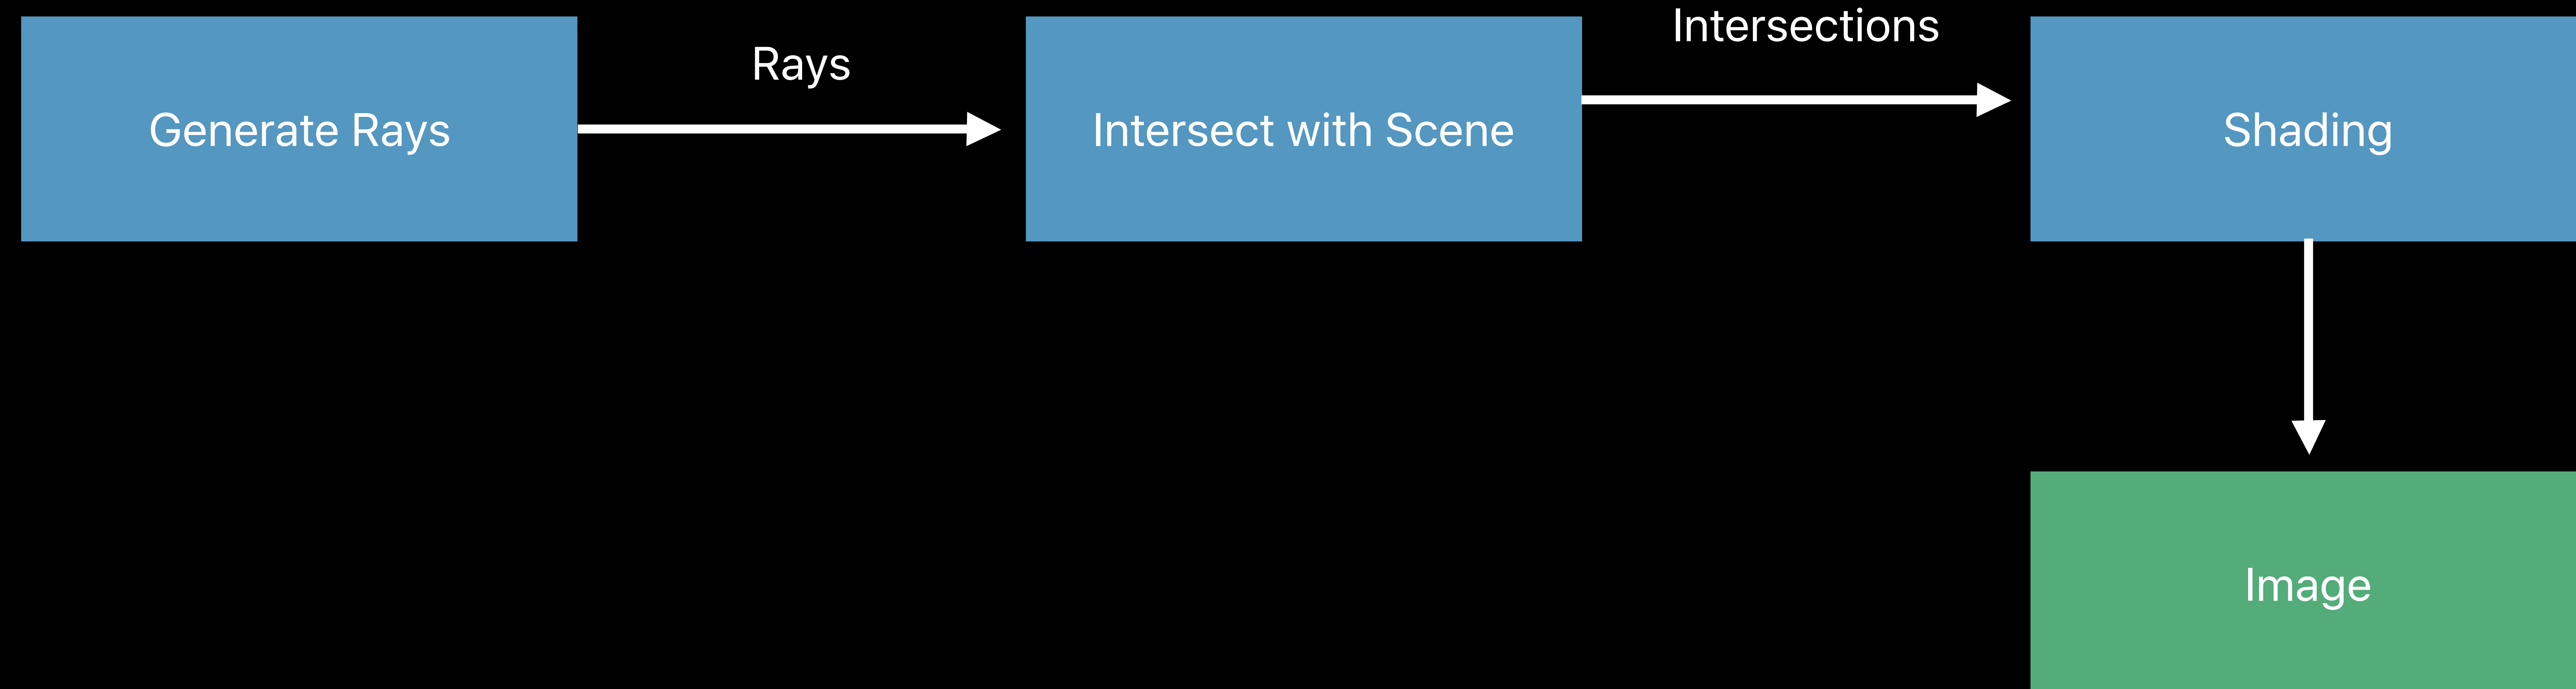 Generate Rays
Rays
Intersect with Scene
Intersections
Shading
Image